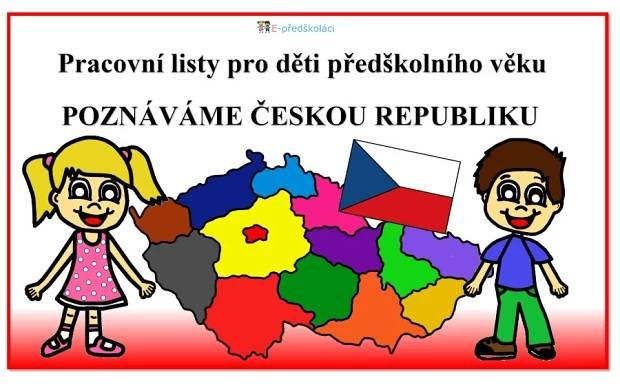 E-předškoláci
Pracovní listy pro děti předškolního věku
POZNÁVÁME ČESKOU REPUBLIKU